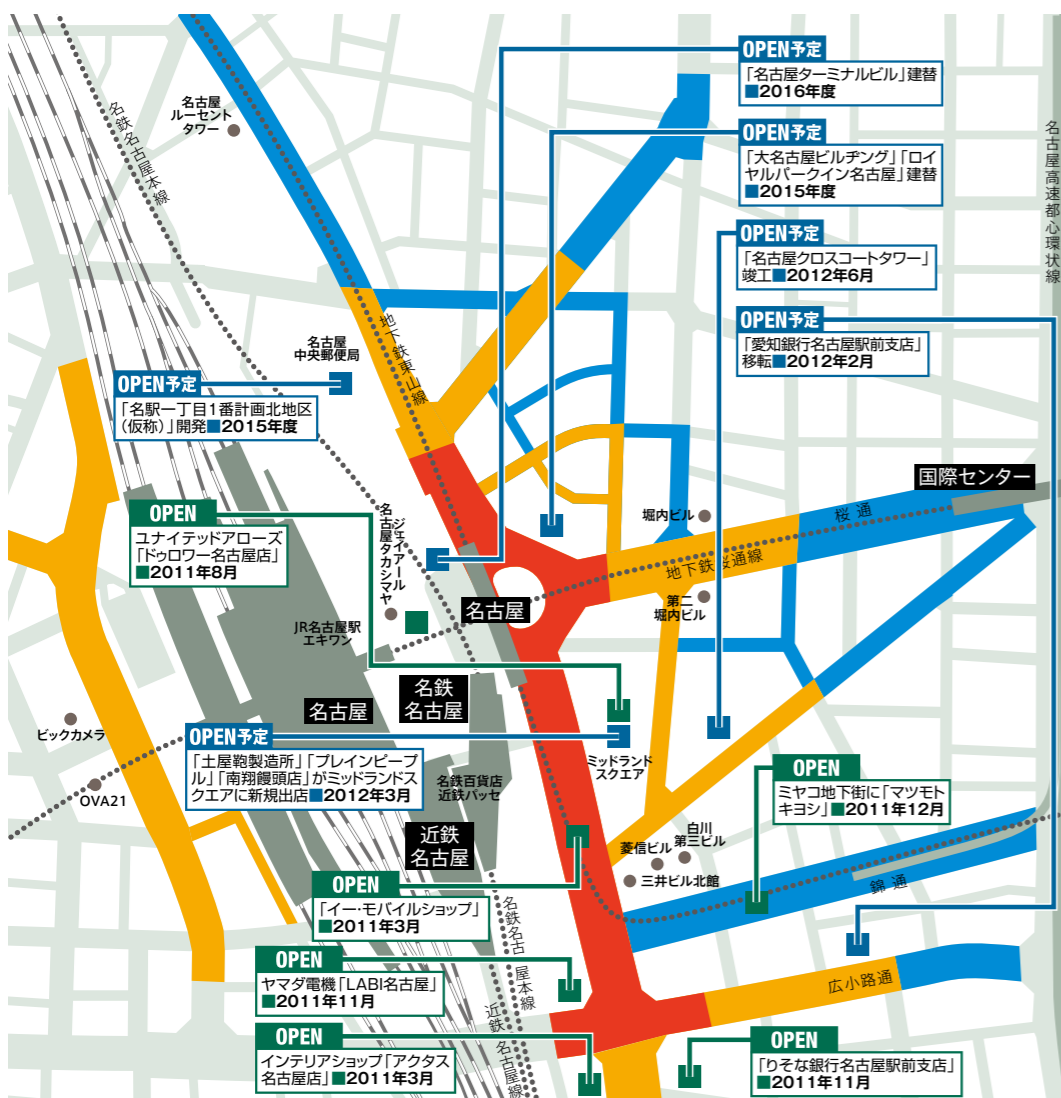 OPEN予定
「名古屋ターミナルビル」建替
■2016年度
OPEN予定
「大名古屋ビルヂング」「ロイ
ヤルパークイン名古屋」建替
■2015年度
OPEN予定
「名古屋クロスコートタワー」
竣工■2012年6月
OPEN予定
「愛知銀行名古屋駅前支店」
移転■2012年2月
名古屋高速都心環状線
名古屋
ルーセント
タワー
名鉄名古屋本線
地下鉄東山線
名古屋
中央郵便局
OPEN予定
「名駅一丁目1番計画北地区
(仮称)」開発■2015年度
OPEN
ユナイテッドアローズ
「ドゥロワー名古屋店」
■2011年8月
ジェイアール
名古屋タカシマヤ
JR名古屋駅
エキワン
国際センター
桜通
堀内ビル
地下鉄桜通線
第二
堀内ビル
名古屋
名鉄
名古屋
名古屋
ビックカメラ
OVA21
OPEN予定
「土屋鞄製造所」「ブレインピープ
ル」「南翔饅頭店」がミッドランドス
クエアに新規出店■2012年3月
名鉄百貨店
近鉄パッセ
ミッドランド
スクエア
近鉄
名古屋
OPEN
ミヤコ地下街に「マツモト
キヨシ」■2011年12月
白川
第三ビル
菱信ビル
三井ビル北館
錦通
OPEN
「イー・モバイルショップ」
■2011年3月
名鉄名古屋本線
OPEN
ヤマダ電機「LABI名古屋」
■2011年11月
広小路通
近鉄名古屋線
OPEN
インテリアショップ「アクタス
名古屋店」■2011年3月
OPEN
「りそな銀行名古屋駅前支店」
■2011年11月